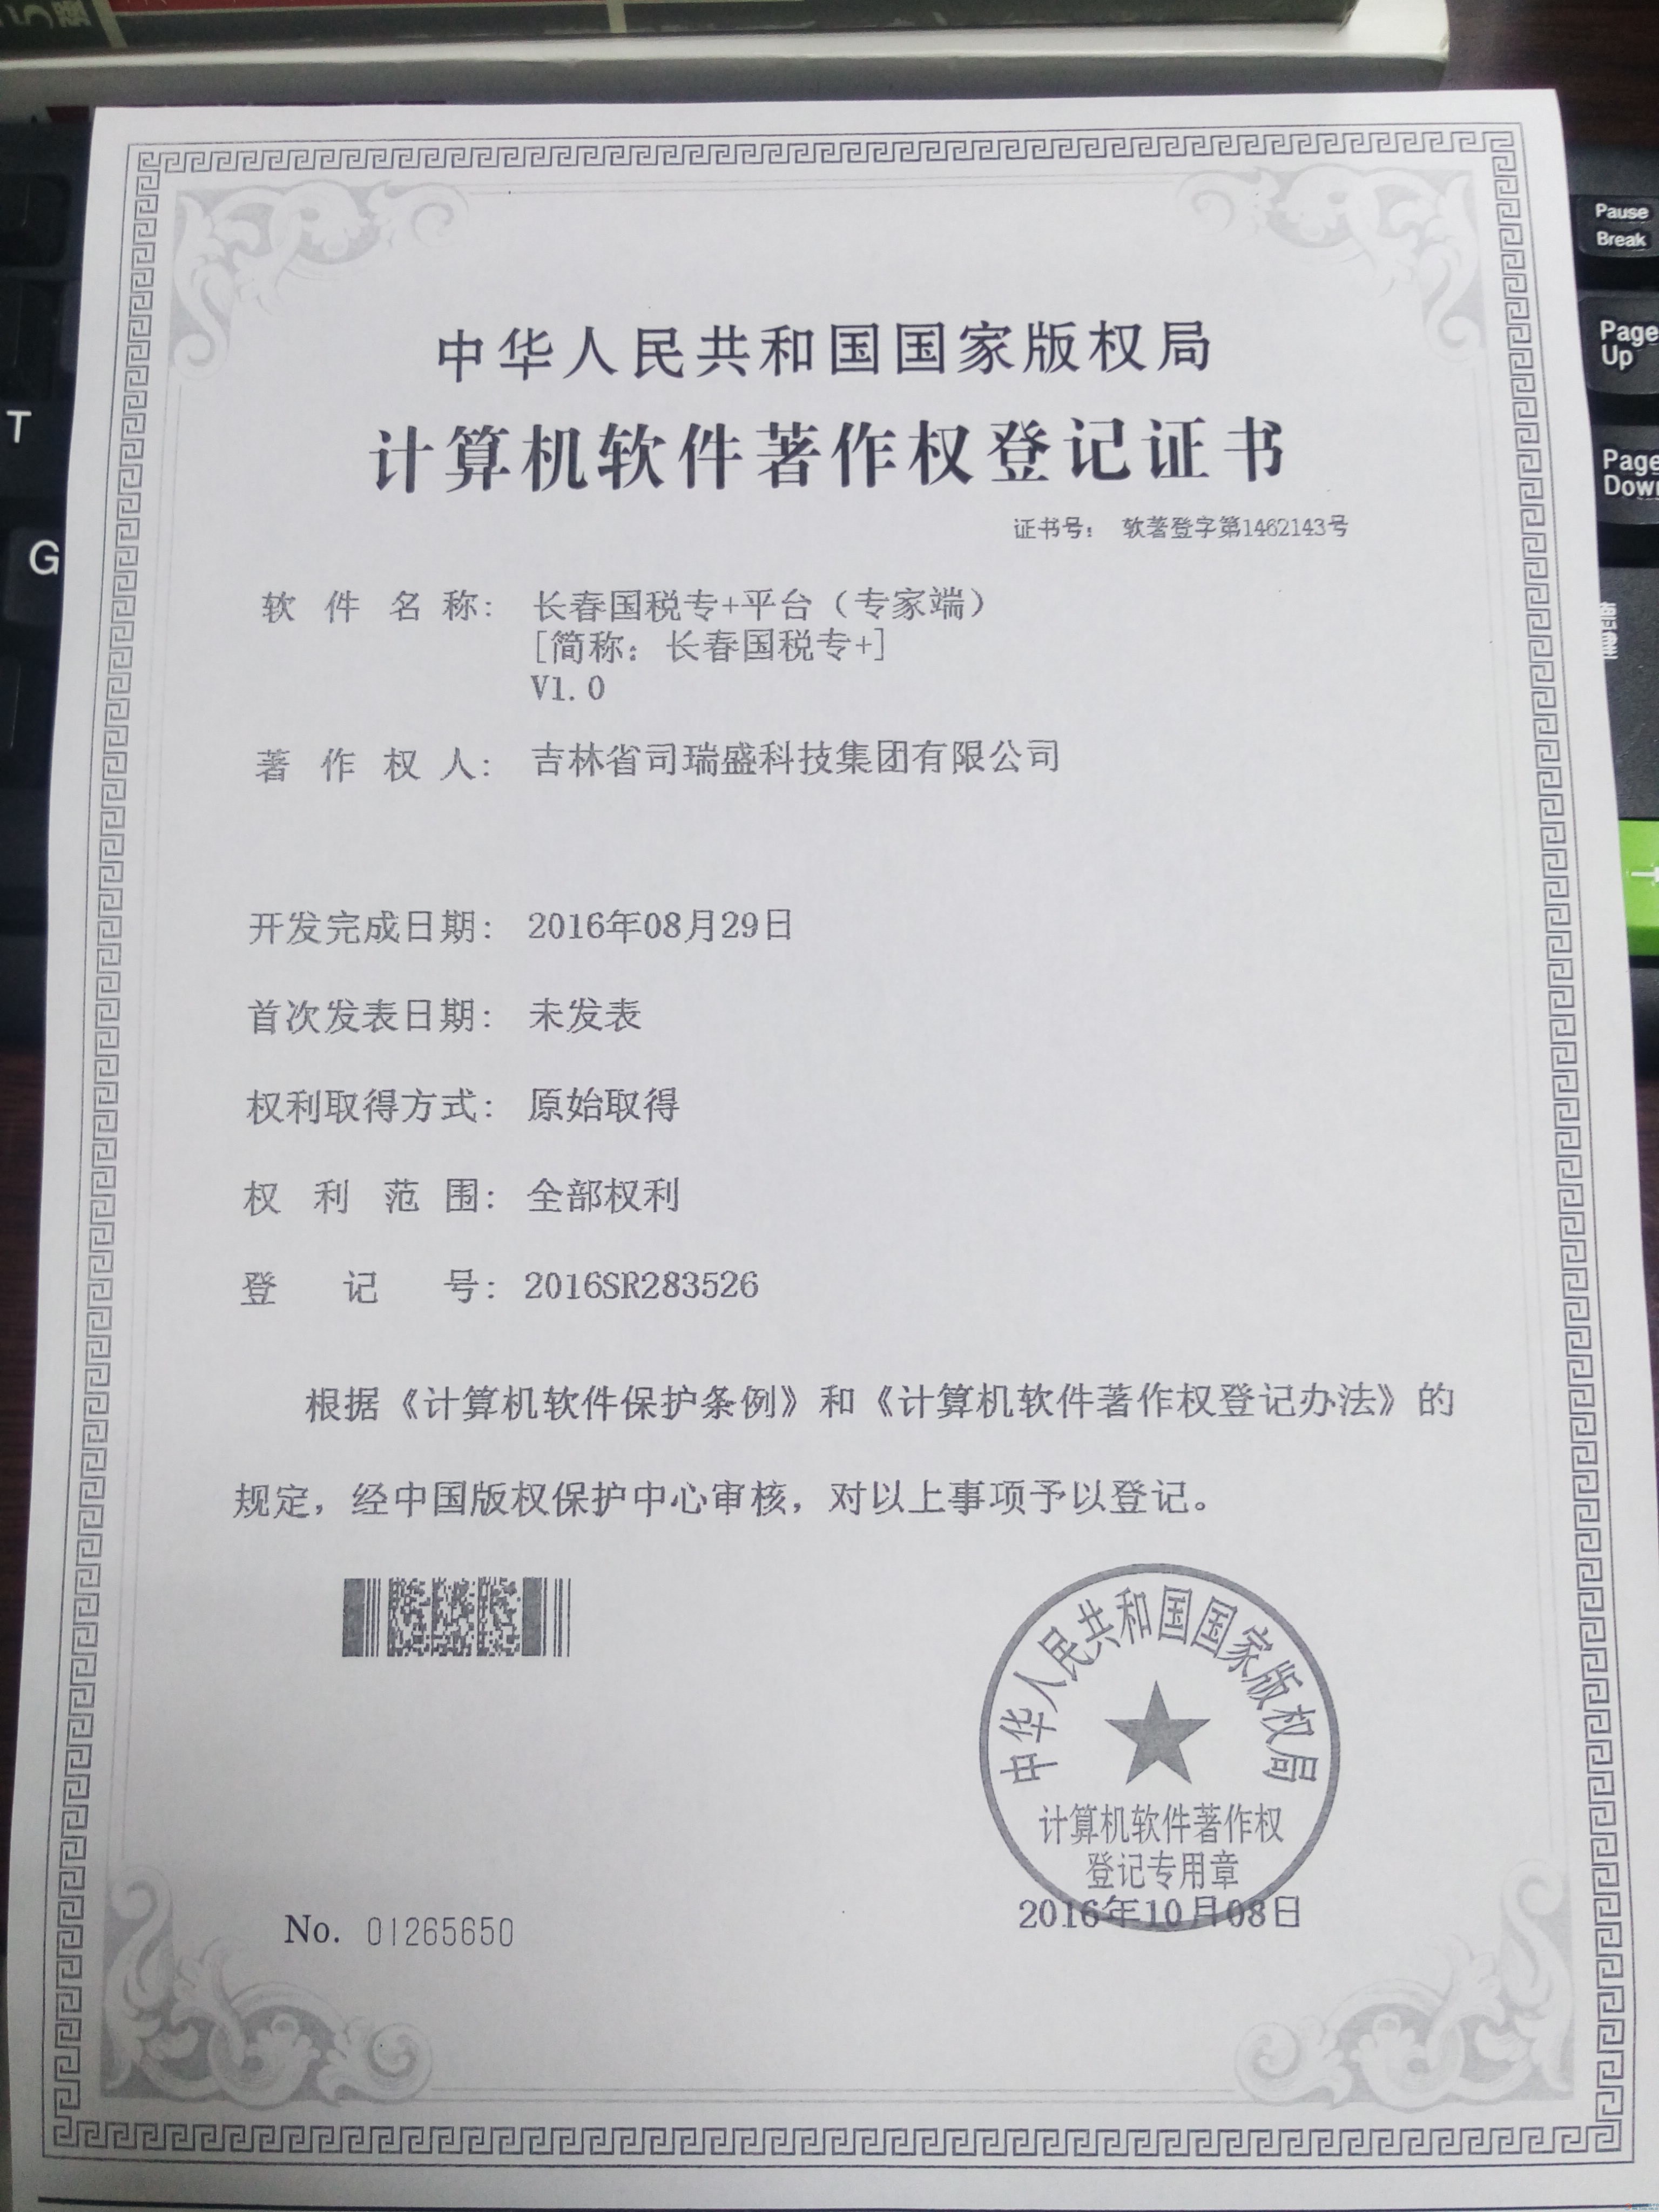 5强
Pause
Break
Page
Up
Page
Down
T
G
中华人民共和国国家版权局
计算机软件著作权登记证书
证书号： 软著登字第1462143号
软件名称： 长春国税专+平台（专家端）
[简称：长春国税专+]
V1.0
著作权人： 吉林省司瑞盛科技集团有限公司
开发完成日期： 2016年08月29日
首次发表日期： 未发表
权利取得方式： 原始取得
权利范围： 全部权利
登记号： 2016SR283526
根据《计算机软件保护条例》和《计算机软件著作权登记办法》的
规定，经中国版权保护中心审核，对以上事项予以登记。
中华人民共和国国家版权局
计算机软件著作权
登记专用章
2016年10月08日
No. 01265650